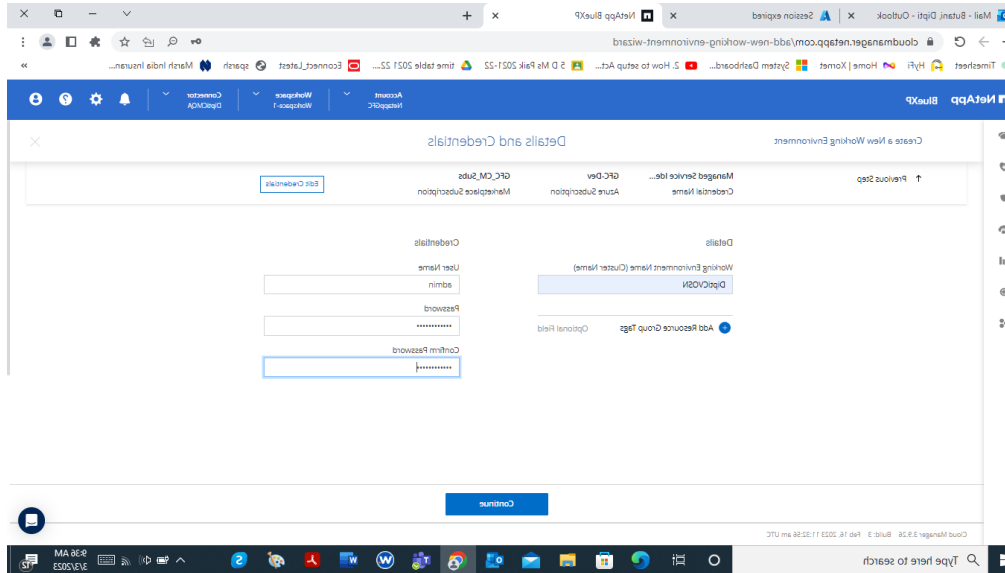 Mail - Butani, Dipti - Outlook
Session expired
NetApp BlueXP
cloudmanager.netapp.com/add-new-working-environment-wizard
Timesheet
HyFi
Home | Xornet
System Dashboard...
2. How to setup Act...
5 D Ms Palk 2021-22
time table 2021 22...
Econnect_Latest
sparsh
Marsh India Insuran...
NetApp BlueXP
Account
NetappGFC
Workspace
Workspace-1
Connector
DiptiCMQA
Create a New Working Environment
Details and Credentials
↑ Previous Step
Managed Service Ide...
Credential Name
GFC-Dev
Azure Subscription
GFC_CM_Subs
Marketplace Subscription
Edit Credentials
Details
Working Environment Name (Cluster Name)
DiptiCVOSN
Add Resource Group Tags
Optional Field
Credentials
User Name
admin
Password
Confirm Password
Continue
Cloud Manager 3.9.26 Build: 3 Feb 16, 2023 11:32:56 am UTC
Type here to search
9:36 AM
3/3/2023